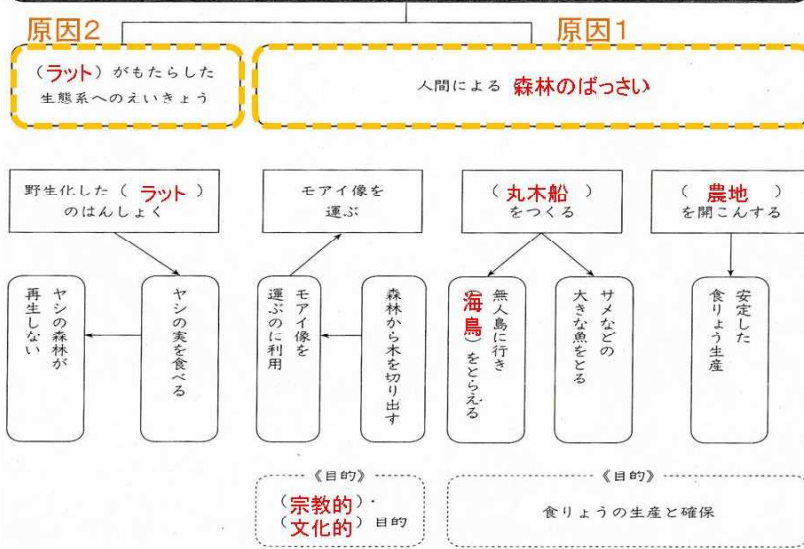 原因2
原因1
(ラット)がもたらした
生態系へのえいきょう
人間による 森林のばっさい
野生化した( ラット )
のはんしょく
モアイ像を
運ぶ
(丸木船)
をつくる
( 農地 )
を開こんする
ヤシの森林が
再生しない
ヤシの実を食べる
モアイ像を
運ぶのに利用
森林から木を切り出す
無人島に行き
(海鳥)をとらえる
サメなどの
大きな魚をとる
安定した
食りょう生産
《目的》
(宗教的)・
(文化的)目的
《目的》
食りょうの生産と確保